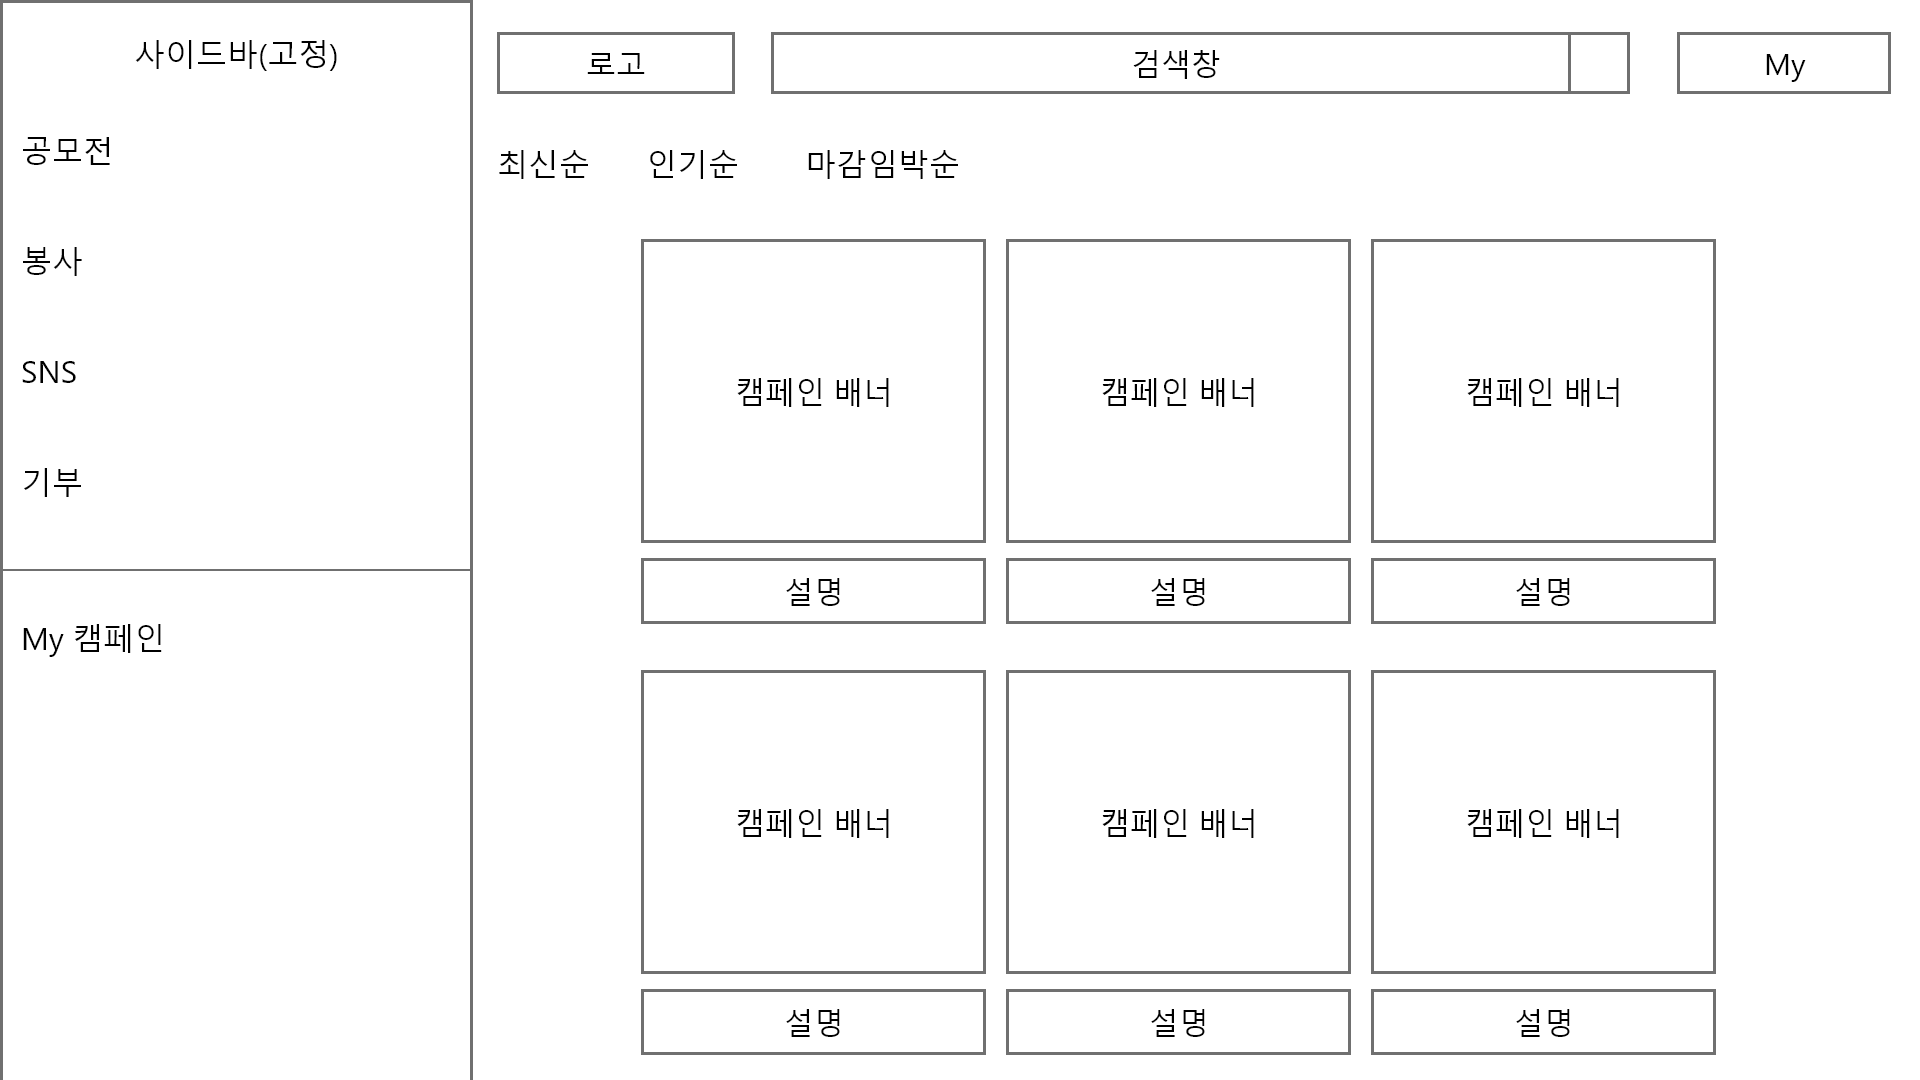 사이드바(고정)
공모전
봉사
SNS
기부
My 캠페인
로고
검색창
My
최신순 인기순 마감임박순
캠페인 배너 캠페인 배너 캠페인 배너
설명 설명 설명
캠페인 배너 캠페인 배너 캠페인 배너
설명 설명 설명